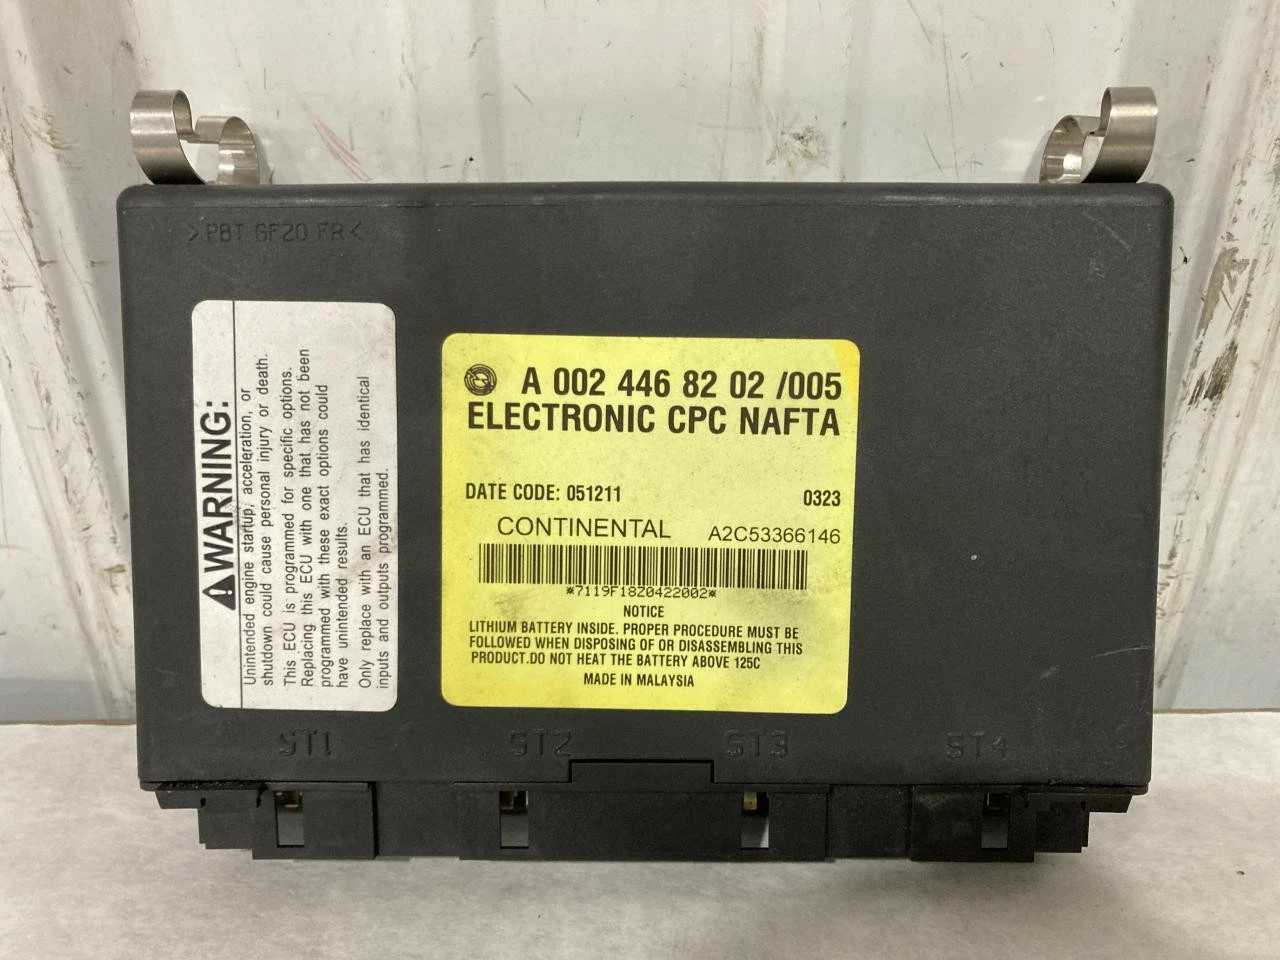 >PBT GF20 FR<
⚠WARNING:
Unintended engine startup, acceleration, or
shutdown could cause personal injury or death.
This ECU is programmed for specific options.
Replacing this ECU with one that has not been
programmed with these exact options could
have unintended results.
Only replace with an ECU that has identical
inputs and outputs programmed.
A 002 446 82 02 /005
ELECTRONIC CPC NAFTA
DATE CODE: 051211 0323
CONTINENTAL A2C53366146
*7119F18Z0422002*
NOTICE
LITHIUM BATTERY INSIDE. PROPER PROCEDURE MUST BE
FOLLOWED WHEN DISPOSING OF OR DISASSEMBLING THIS
PRODUCT.DO NOT HEAT THE BATTERY ABOVE 125C
MADE IN MALAYSIA
ST1 ST2 ST3 ST4